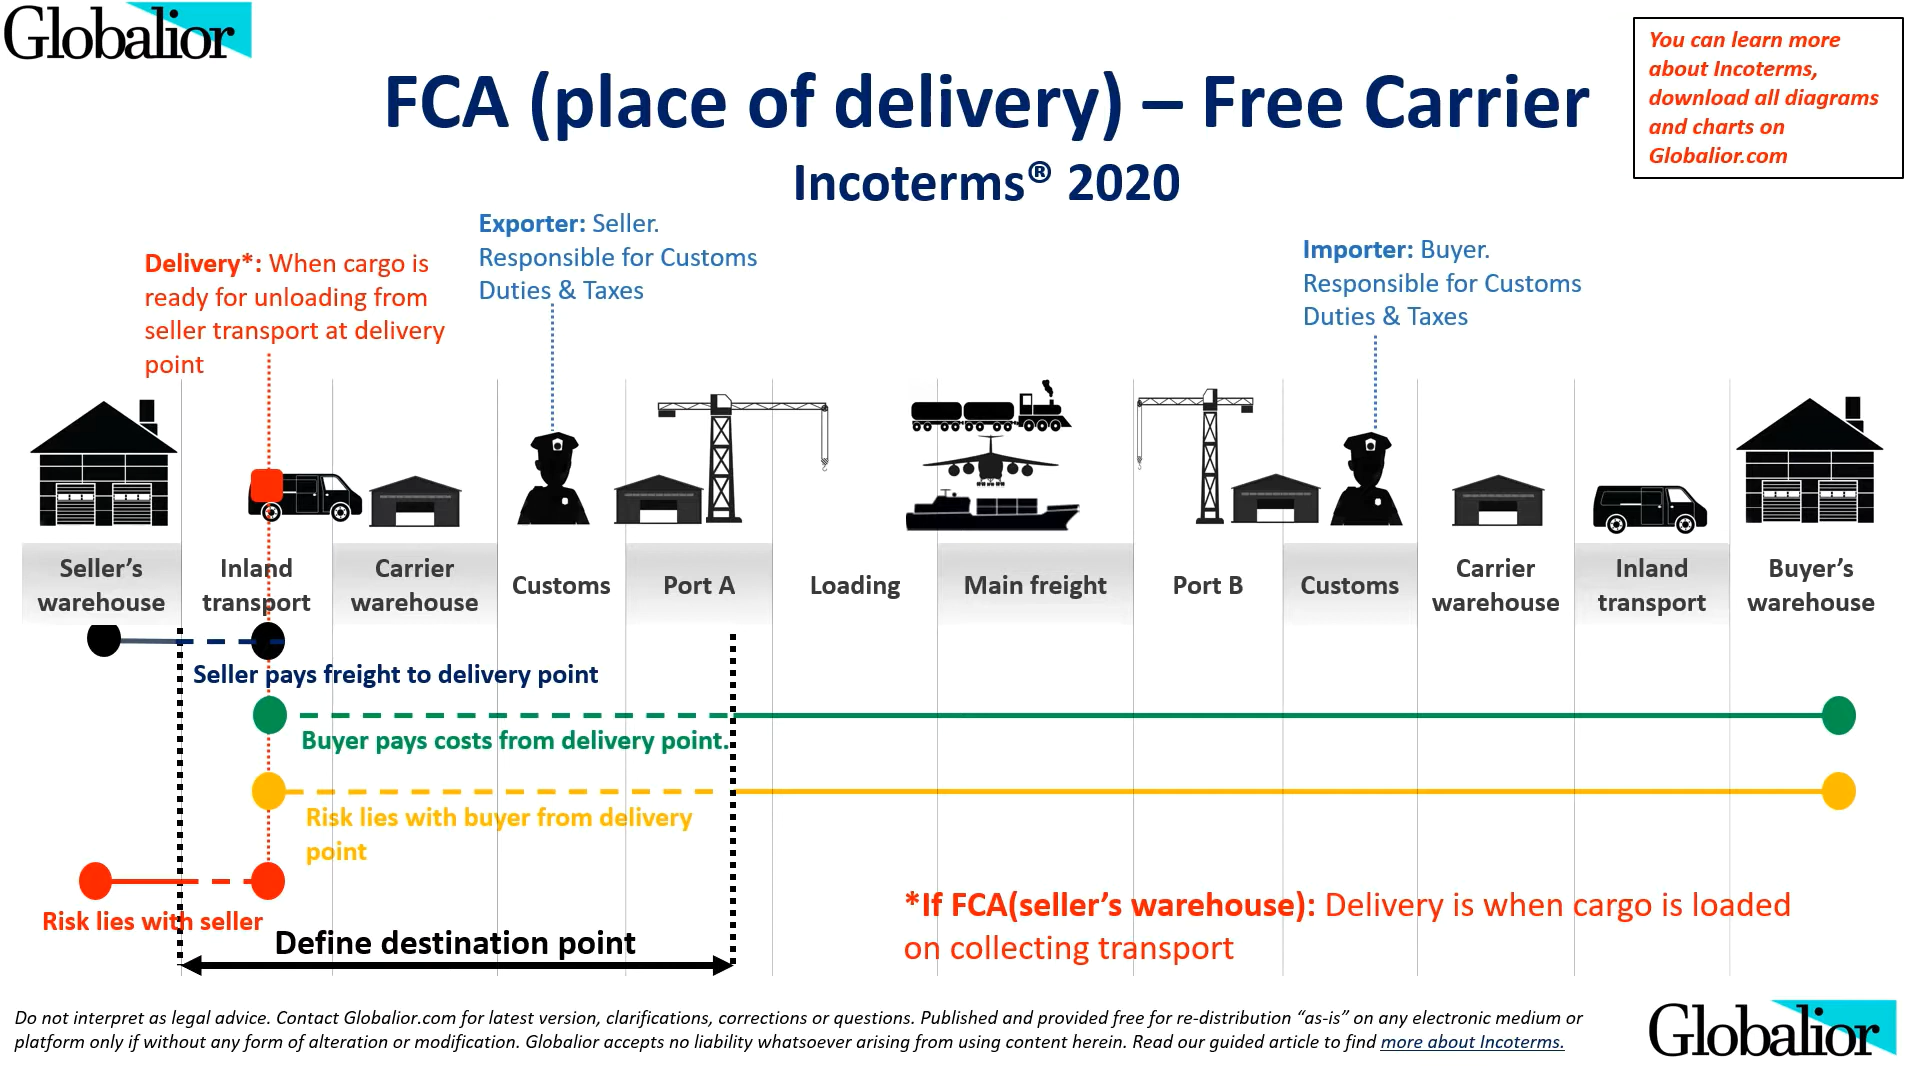 Globalior
You can learn more
about Incoterms,
download all diagrams
and charts on
Globalior.com
FCA (place of delivery) – Free Carrier
Incoterms® 2020
Exporter: Seller.
Responsible for Customs
Duties & Taxes
Importer: Buyer.
Responsible for Customs
Duties & Taxes
Delivery*: When cargo is
ready for unloading from
seller transport at delivery
point
Seller’s
warehouse
Inland
transport
Carrier
warehouse
Customs
Port A
Loading
Main freight
Port B
Customs
Carrier
warehouse
Inland
transport
Buyer’s
warehouse
Seller pays freight to delivery point
Buyer pays costs from delivery point.
Risk lies with buyer from delivery
point
Risk lies with seller
Define destination point
*If FCA(seller’s warehouse): Delivery is when cargo is loaded
on collecting transport
Do not interpret as legal advice. Contact Globalior.com for latest version, clarifications, corrections or questions. Published and provided free for re-distribution “as-is” on any electronic medium or
platform only if without any form of alteration or modification. Globalior accepts no liability whatsoever arising from using content herein. Read our guided article to find more about Incoterms.
Globalior